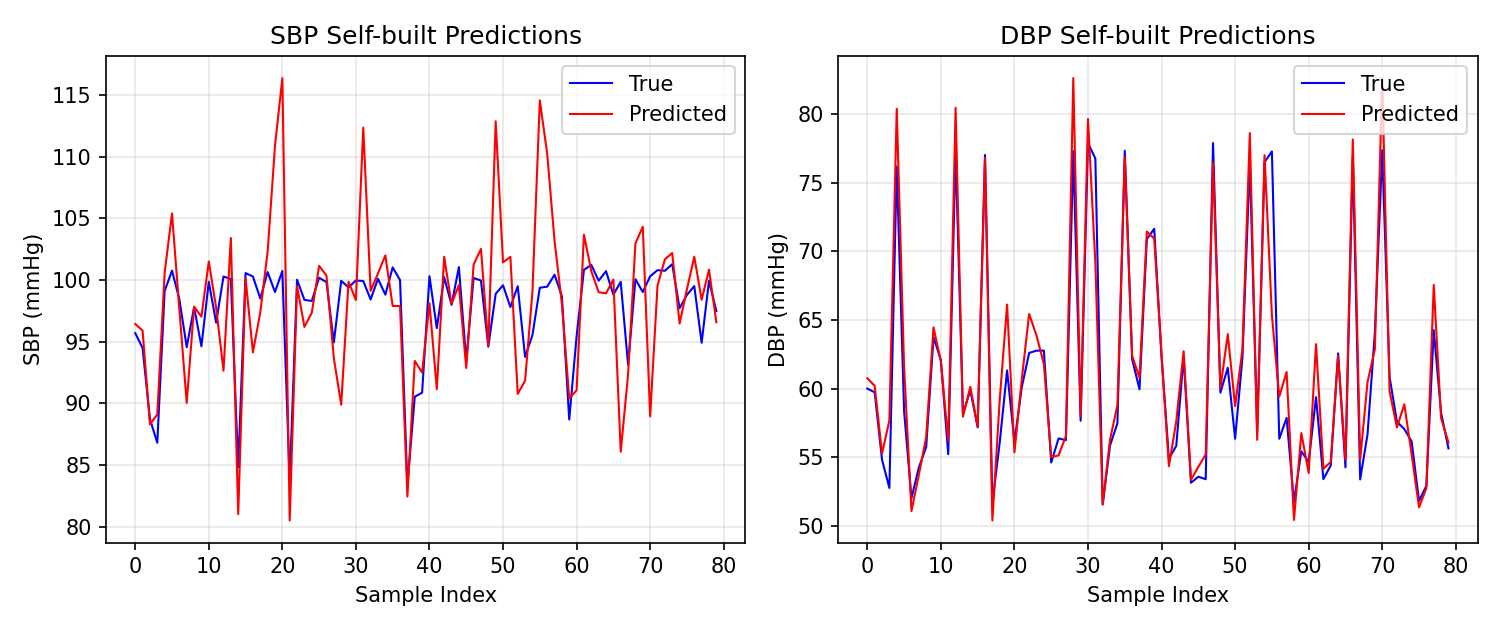 SBP Self-built Predictions
True
Predicted
115
110
105
100
95
90
85
80
SBP (mmHg)
0 10 20 30 40 50 60 70 80
Sample Index
DBP Self-built Predictions
True
Predicted
80
75
70
65
60
55
50
DBP (mmHg)
0 10 20 30 40 50 60 70 80
Sample Index